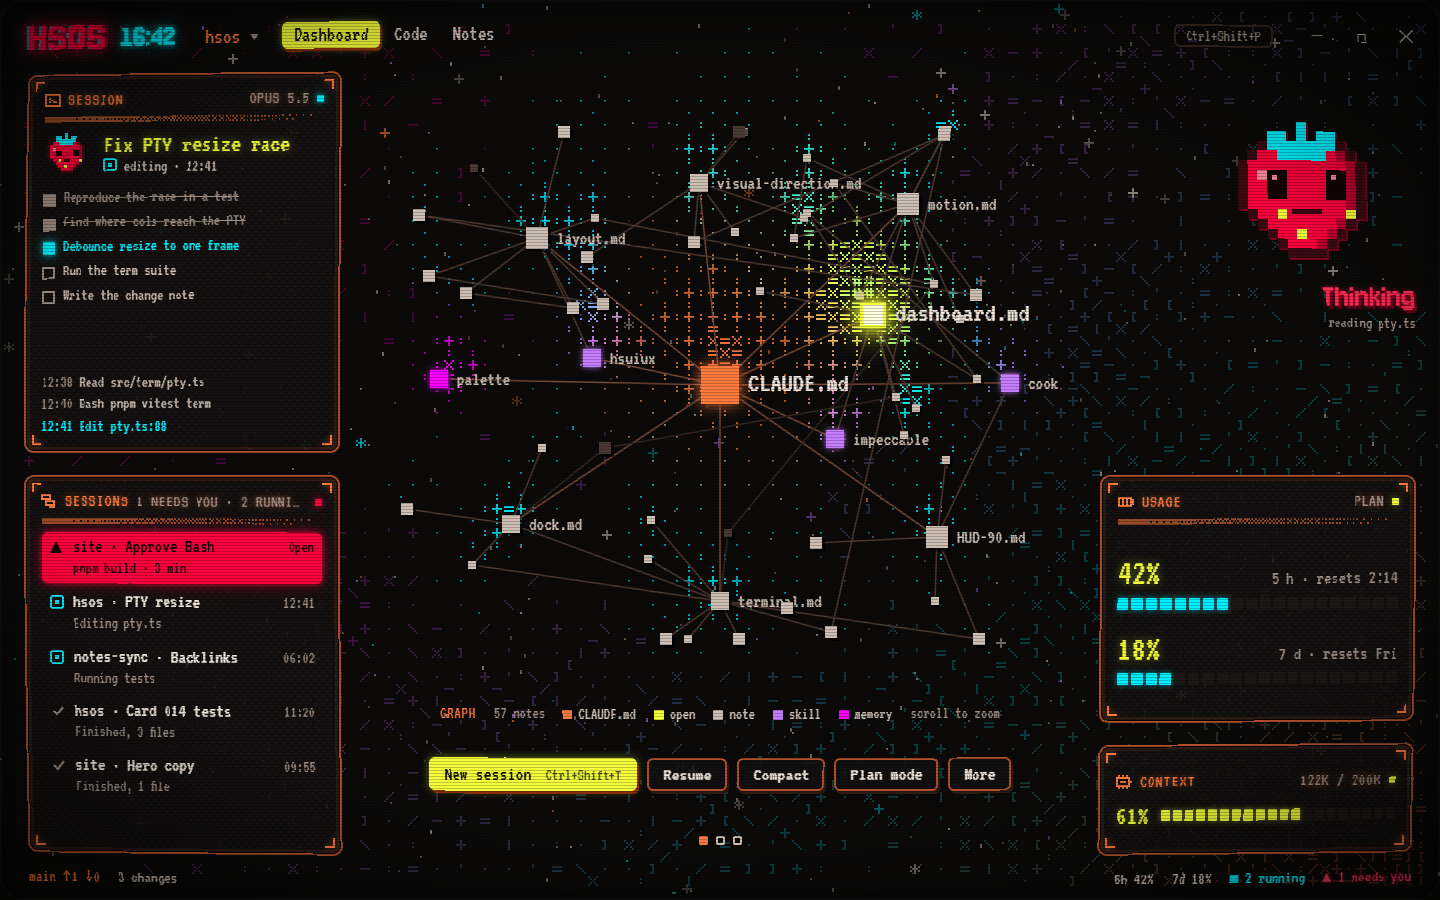 HSOS 16:42 hsos Dashboard Code Notes Ctrl+Shift+P
SESSION OPUS 5.5
Fix PTY resize race
editing · 12:41
Reproduce the race in a test
Find where cols reach the PTY
Debounce resize to one frame
Run the term suite
Write the change note
12:38 Read src/term/pty.ts
12:40 Bash pnpm vitest term
12:41 Edit pty.ts:88
SESSIONS 1 NEEDS YOU · 2 RUNNI…
site · Approve Bash Open
pnpm build · 3 min
hsos · PTY resize 12:41
Editing pty.ts
notes-sync · Backlinks 06:02
Running tests
hsos · Card 014 tests 11:20
Finished, 3 files
site · Hero copy 09:55
Finished, 1 file
visual-direction.md
motion.md
layout.md
dashboard.md
hsuiux
palette
CLAUDE.md
cook
impeccable
dock.md
HUD-90.md
terminal.md
GRAPH 57 notes CLAUDE.md open note skill memory scroll to zoom
New session Ctrl+Shift+T Resume Compact Plan mode More
Thinking
reading pty.ts
USAGE PLAN
42% 5 h · resets 2:14
18% 7 d · resets Fri
CONTEXT 122K / 200K
61%
main ↑1 ↓0 3 changes
5h 42% 7d 18% 2 running 1 needs you